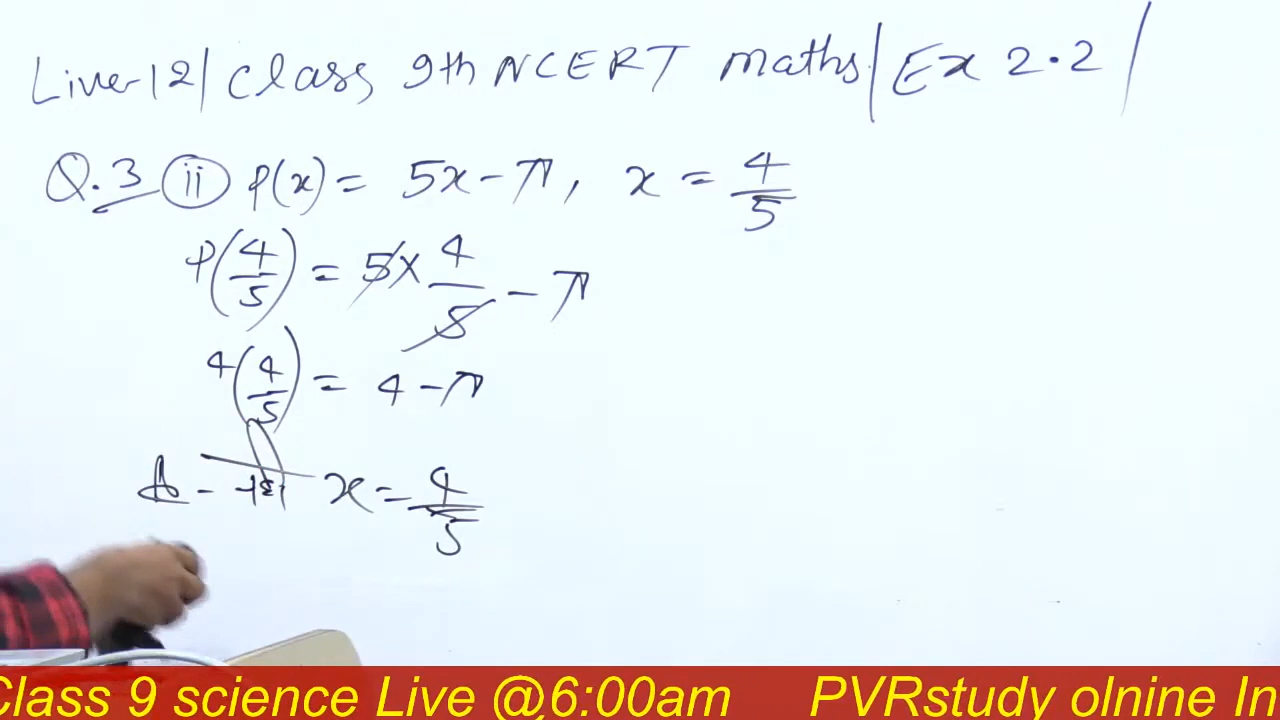 Live-12/ Class 9th NCERT maths/ Ex 2.2 /
Q.3 (ii) P(x) = 5x - π, x = 4/5
P(4/5) = 5 × 4/5 - π
4(4/5) = 4 - π
x = 4/5
Class 9 science Live @6:00am PVRstudy olnine In